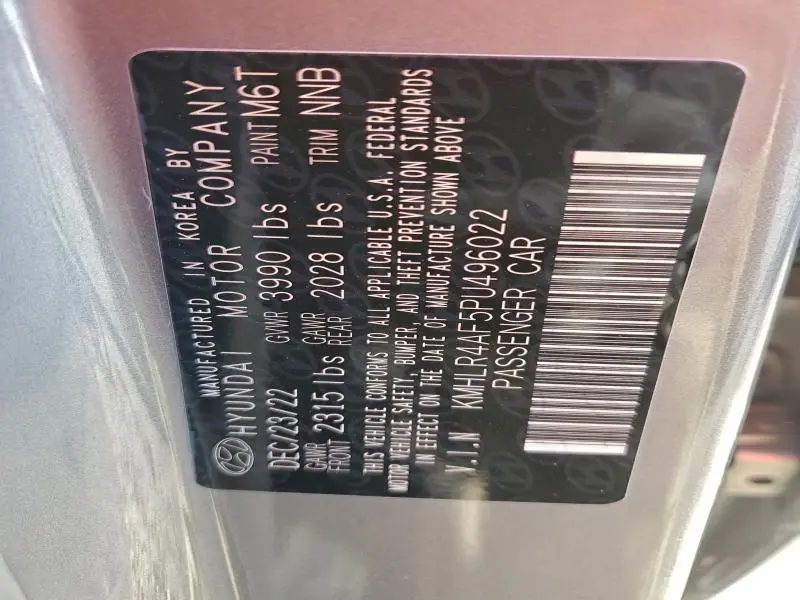 MANUFACTURED IN KOREA BY
HYUNDAI MOTOR COMPANY
DEC/23/22 GVWR 3990 lbs PAINT M6T
GAWR FRONT 2315 lbs GAWR REAR 2028 lbs TRIM NNB
THIS VEHICLE CONFORMS TO ALL APPLICABLE U.S.A. FEDERAL
MOTOR VEHICLE SAFETY, BUMPER, AND THEFT PREVENTION STANDARDS
IN EFFECT ON THE DATE OF MANUFACTURE SHOWN ABOVE
V.I.N KMHLR4AF5PU496022
PASSENGER CAR